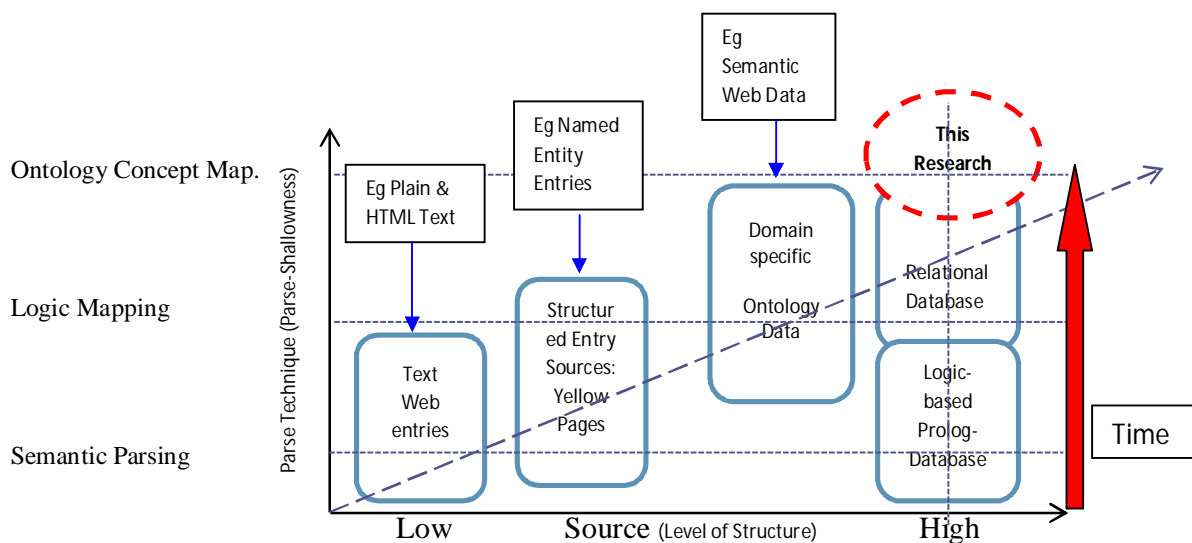 Eg
Semantic
Web Data
Eg Named
Entity
Entries
This
Research
Ontology Concept Map.
Eg Plain &
HTML Text
Parse Technique (Parse-Shallowness)
Domain
specific
Ontology
Data
Relational
Database
Logic Mapping
Structur
ed Entry
Sources:
Yellow
Pages
Text
Web
entries
Logic-
based
Prolog-
Database
Semantic Parsing
Time
Low
Source (Level of Structure)
High